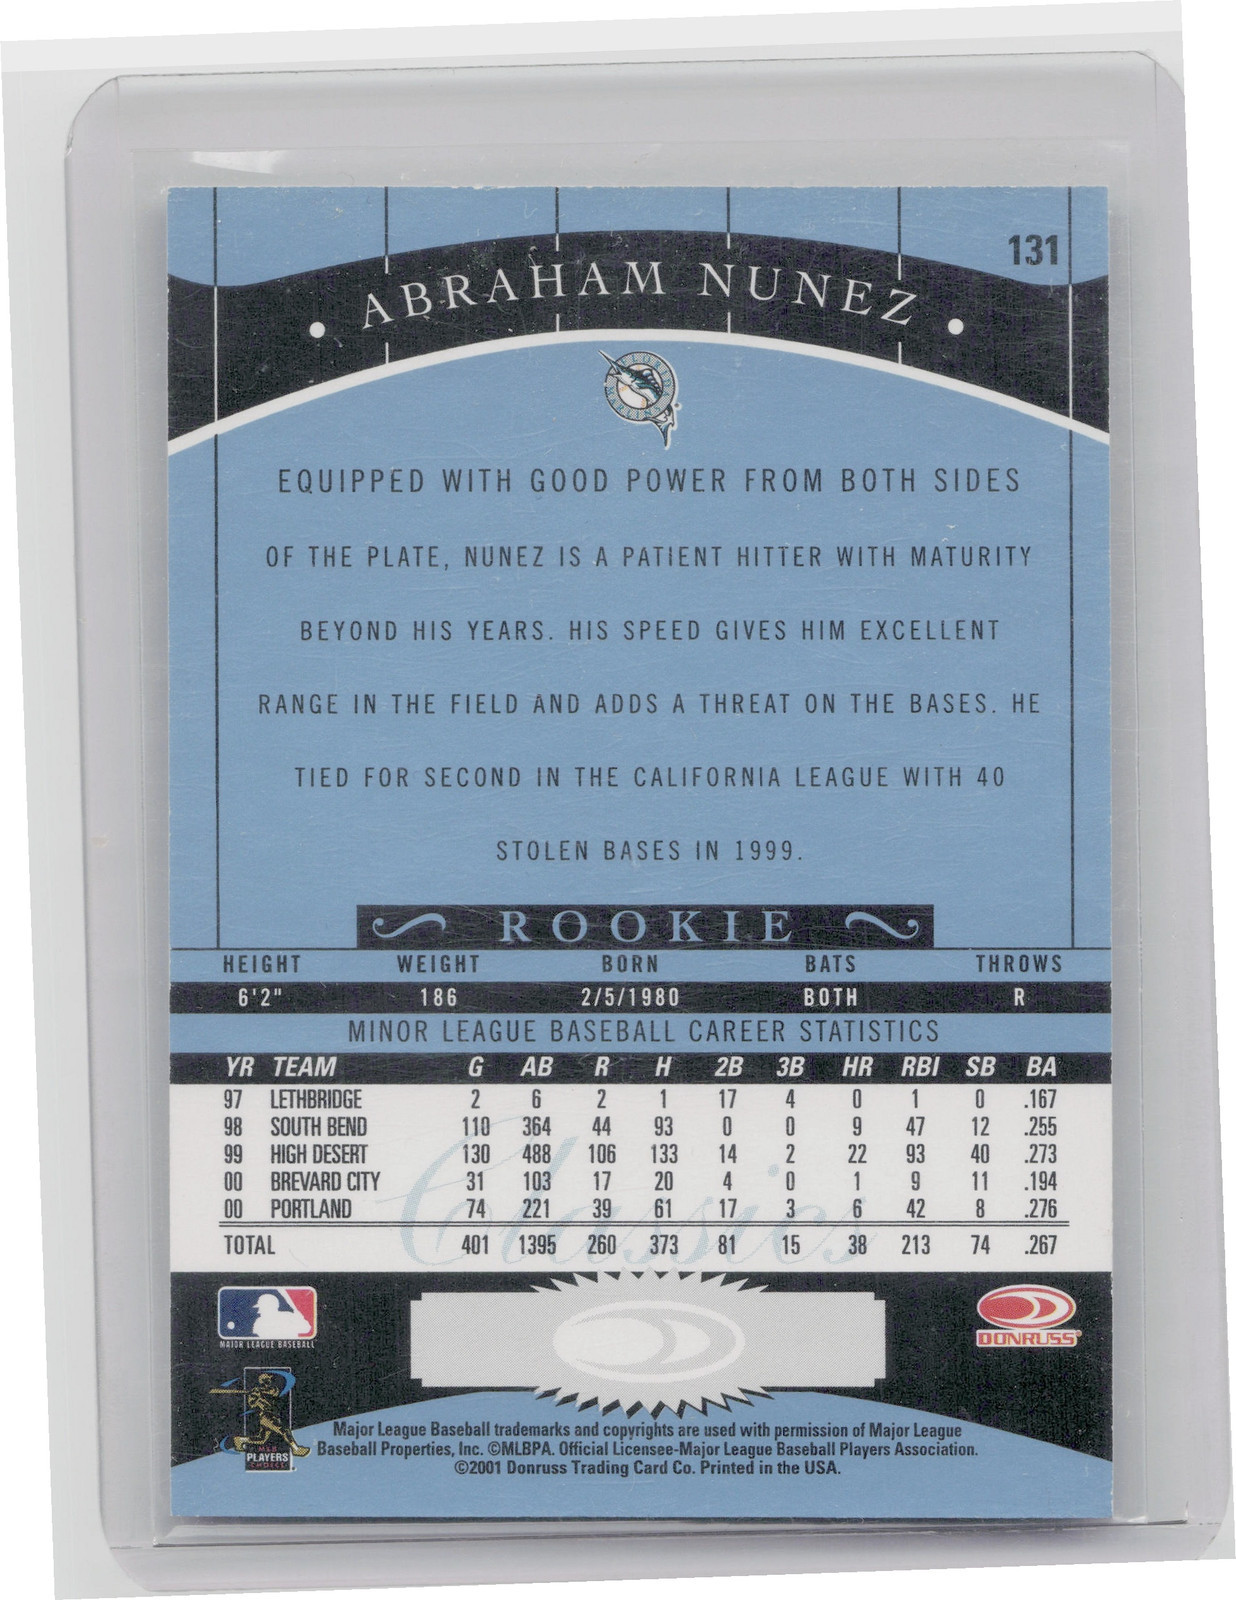 131
ABRAHAM NUNEZ
FLORIDA
MARLINS
EQUIPPED WITH GOOD POWER FROM BOTH SIDES
OF THE PLATE, NUNEZ IS A PATIENT HITTER WITH MATURITY
BEYOND HIS YEARS. HIS SPEED GIVES HIM EXCELLENT
RANGE IN THE FIELD AND ADDS A THREAT ON THE BASES. HE
TIED FOR SECOND IN THE CALIFORNIA LEAGUE WITH 40
STOLEN BASES IN 1999.
ROOKIE
HEIGHT WEIGHT BORN BATS THROWS
6'2" 186 2/5/1980 BOTH R
MINOR LEAGUE BASEBALL CAREER STATISTICS
YR TEAM G AB R H 2B 3B HR RBI SB BA
97 LETHBRIDGE 2 6 2 1 17 4 0 1 0 .167
98 SOUTH BEND 110 364 44 93 0 0 9 47 12 .255
99 HIGH DESERT 130 488 106 133 14 2 22 93 40 .273
00 BREVARD CITY 31 103 17 20 4 0 1 9 11 .194
00 PORTLAND 74 221 39 61 17 3 6 42 8 .276
TOTAL 401 1395 260 373 81 15 38 213 74 .267
Classics
MAJOR LEAGUE BASEBALL
DONRUSS
MLB
PLAYERS
CHOICE
Major League Baseball trademarks and copyrights are used with permission of Major League
Baseball Properties, Inc. ©MLBPA. Official Licensee-Major League Baseball Players Association.
©2001 Donruss Trading Card Co. Printed in the USA.